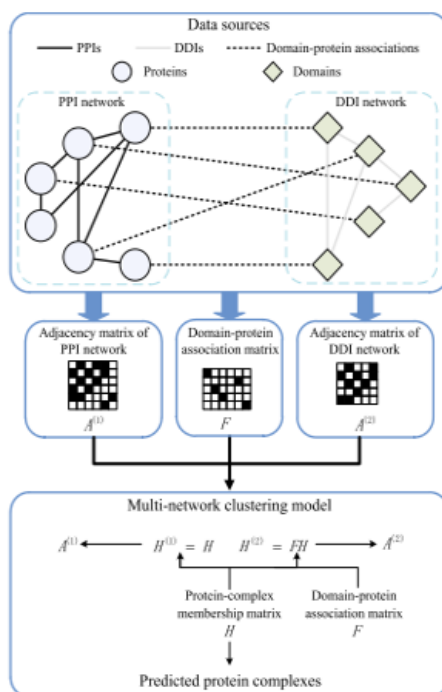 Data sources
PPIs DDIs Domain-protein associations
Proteins Domains
PPI network DDI network
Adjacency matrix of PPI network
A(1)
Domain-protein association matrix
F
Adjacency matrix of DDI network
A(2)
Multi-network clustering model
A(1) H(1) = H H(2) = FH A(2)
Protein-complex membership matrix
H
Domain-protein association matrix
F
Predicted protein complexes